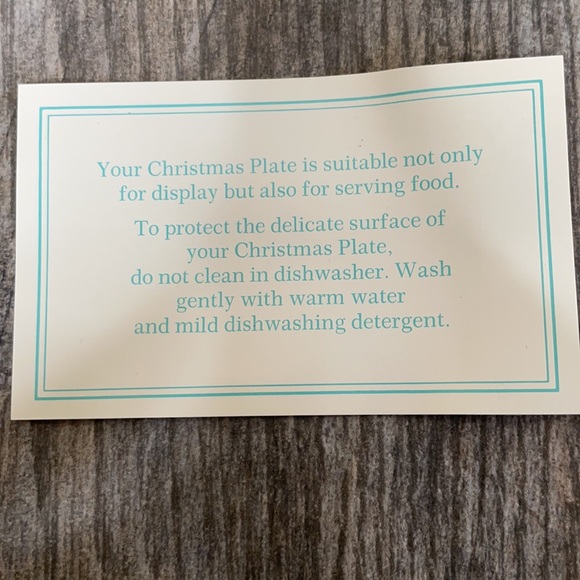 Your Christmas Plate is suitable not only
for display but also for serving food.
To protect the delicate surface of
your Christmas Plate,
do not clean in dishwasher. Wash
gently with warm water
and mild dishwashing detergent.